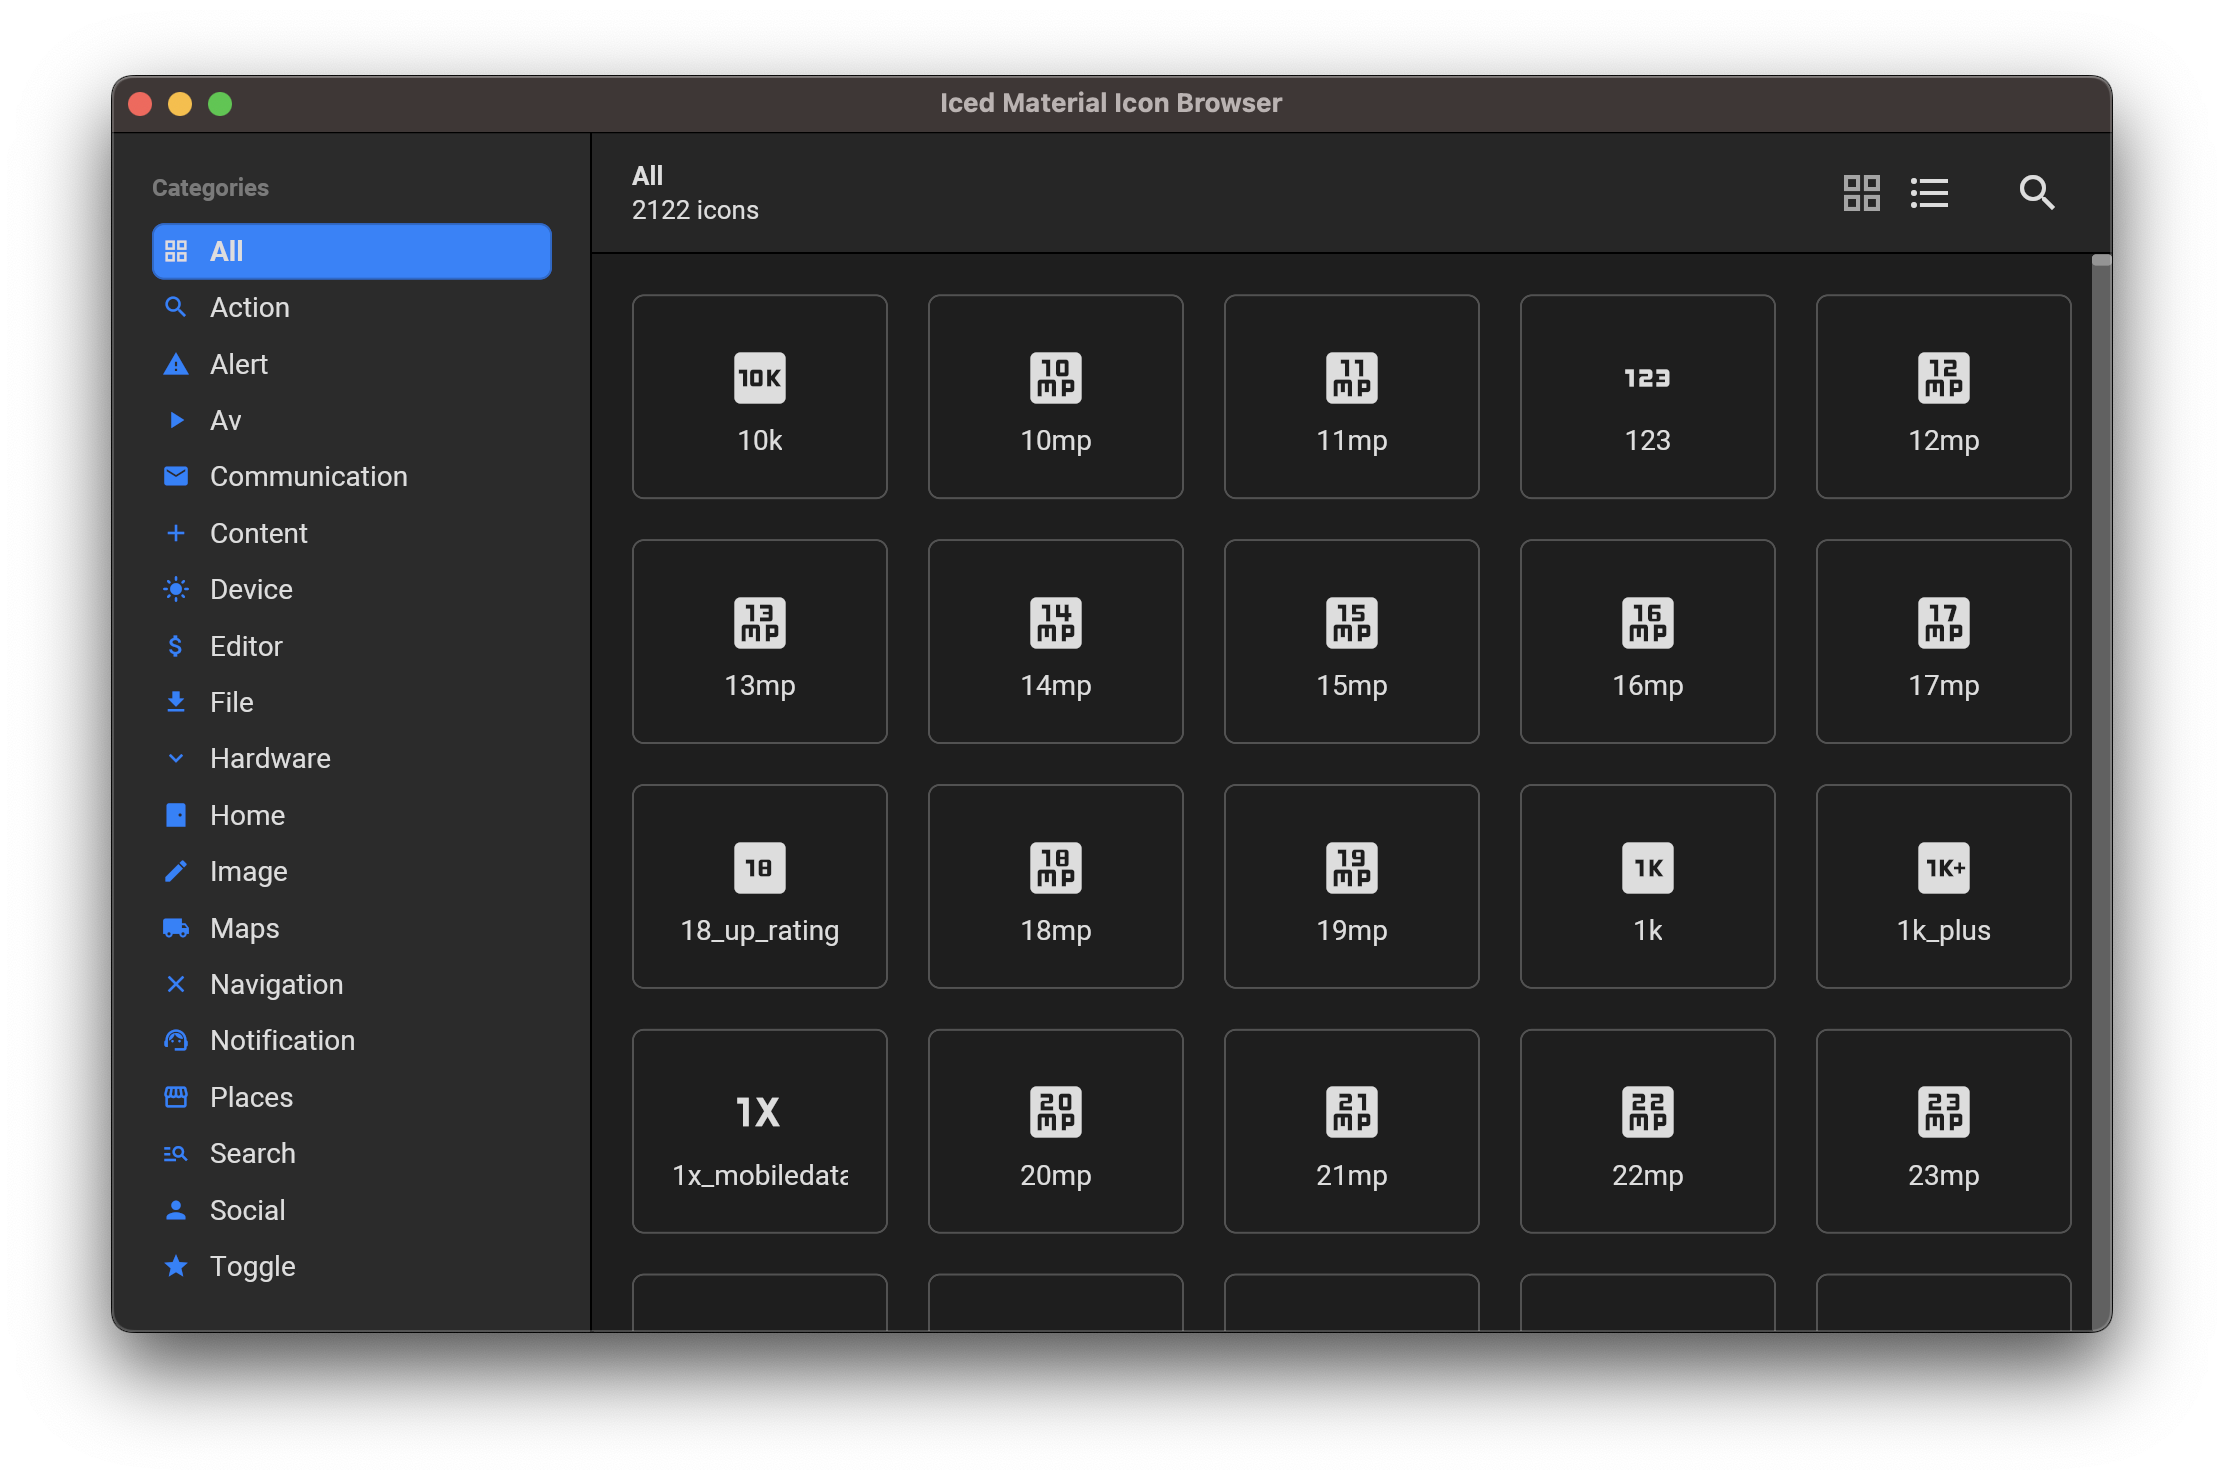 Iced Material Icon Browser
Categories
All
Action
Alert
Av
Communication
Content
Device
Editor
File
Hardware
Home
Image
Maps
Navigation
Notification
Places
Search
Social
Toggle
All
2122 icons
10K
10k
10
MP
10mp
11
MP
11mp
123
123
12
MP
12mp
13
MP
13mp
14
MP
14mp
15
MP
15mp
16
MP
16mp
17
MP
17mp
18
18_up_rating
18
MP
18mp
19
MP
19mp
1K
1k
1K+
1k_plus
1X
1x_mobiledata
20
MP
20mp
21
MP
21mp
22
MP
22mp
23
MP
23mp